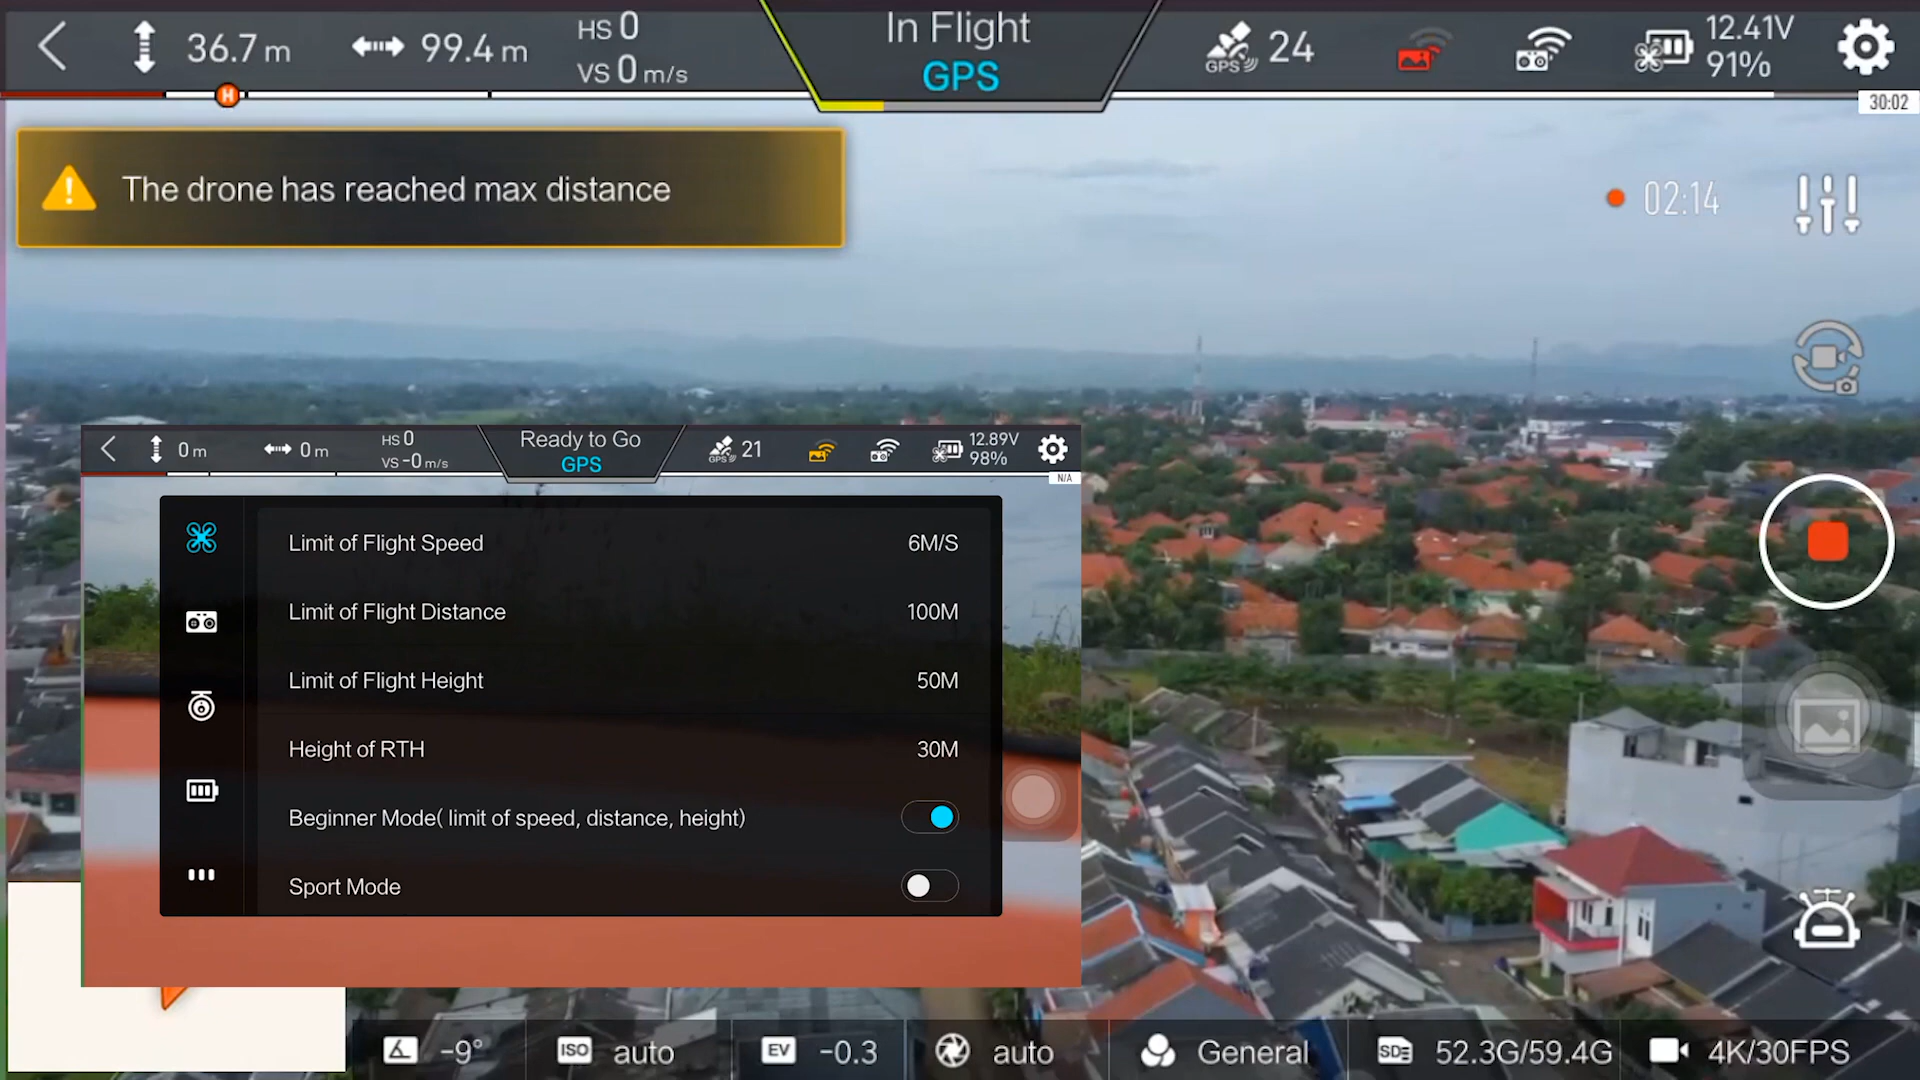 36.7 m
99.4 m
HS 0
VS 0 m/s
In Flight
GPS
GPS 24
12.41V
91%
H
30:02
The drone has reached max distance
02:14
0 m
0 m
HS 0
VS -0 m/s
Ready to Go
GPS
GPS 21
12.89V
98%
N/A
Limit of Flight Speed 6M/S
Limit of Flight Distance 100M
Limit of Flight Height 50M
Height of RTH 30M
Beginner Mode( limit of speed, distance, height)
Sport Mode
-9°
ISO auto
EV -0.3
auto
General
SD 52.3G/59.4G
4K/30FPS